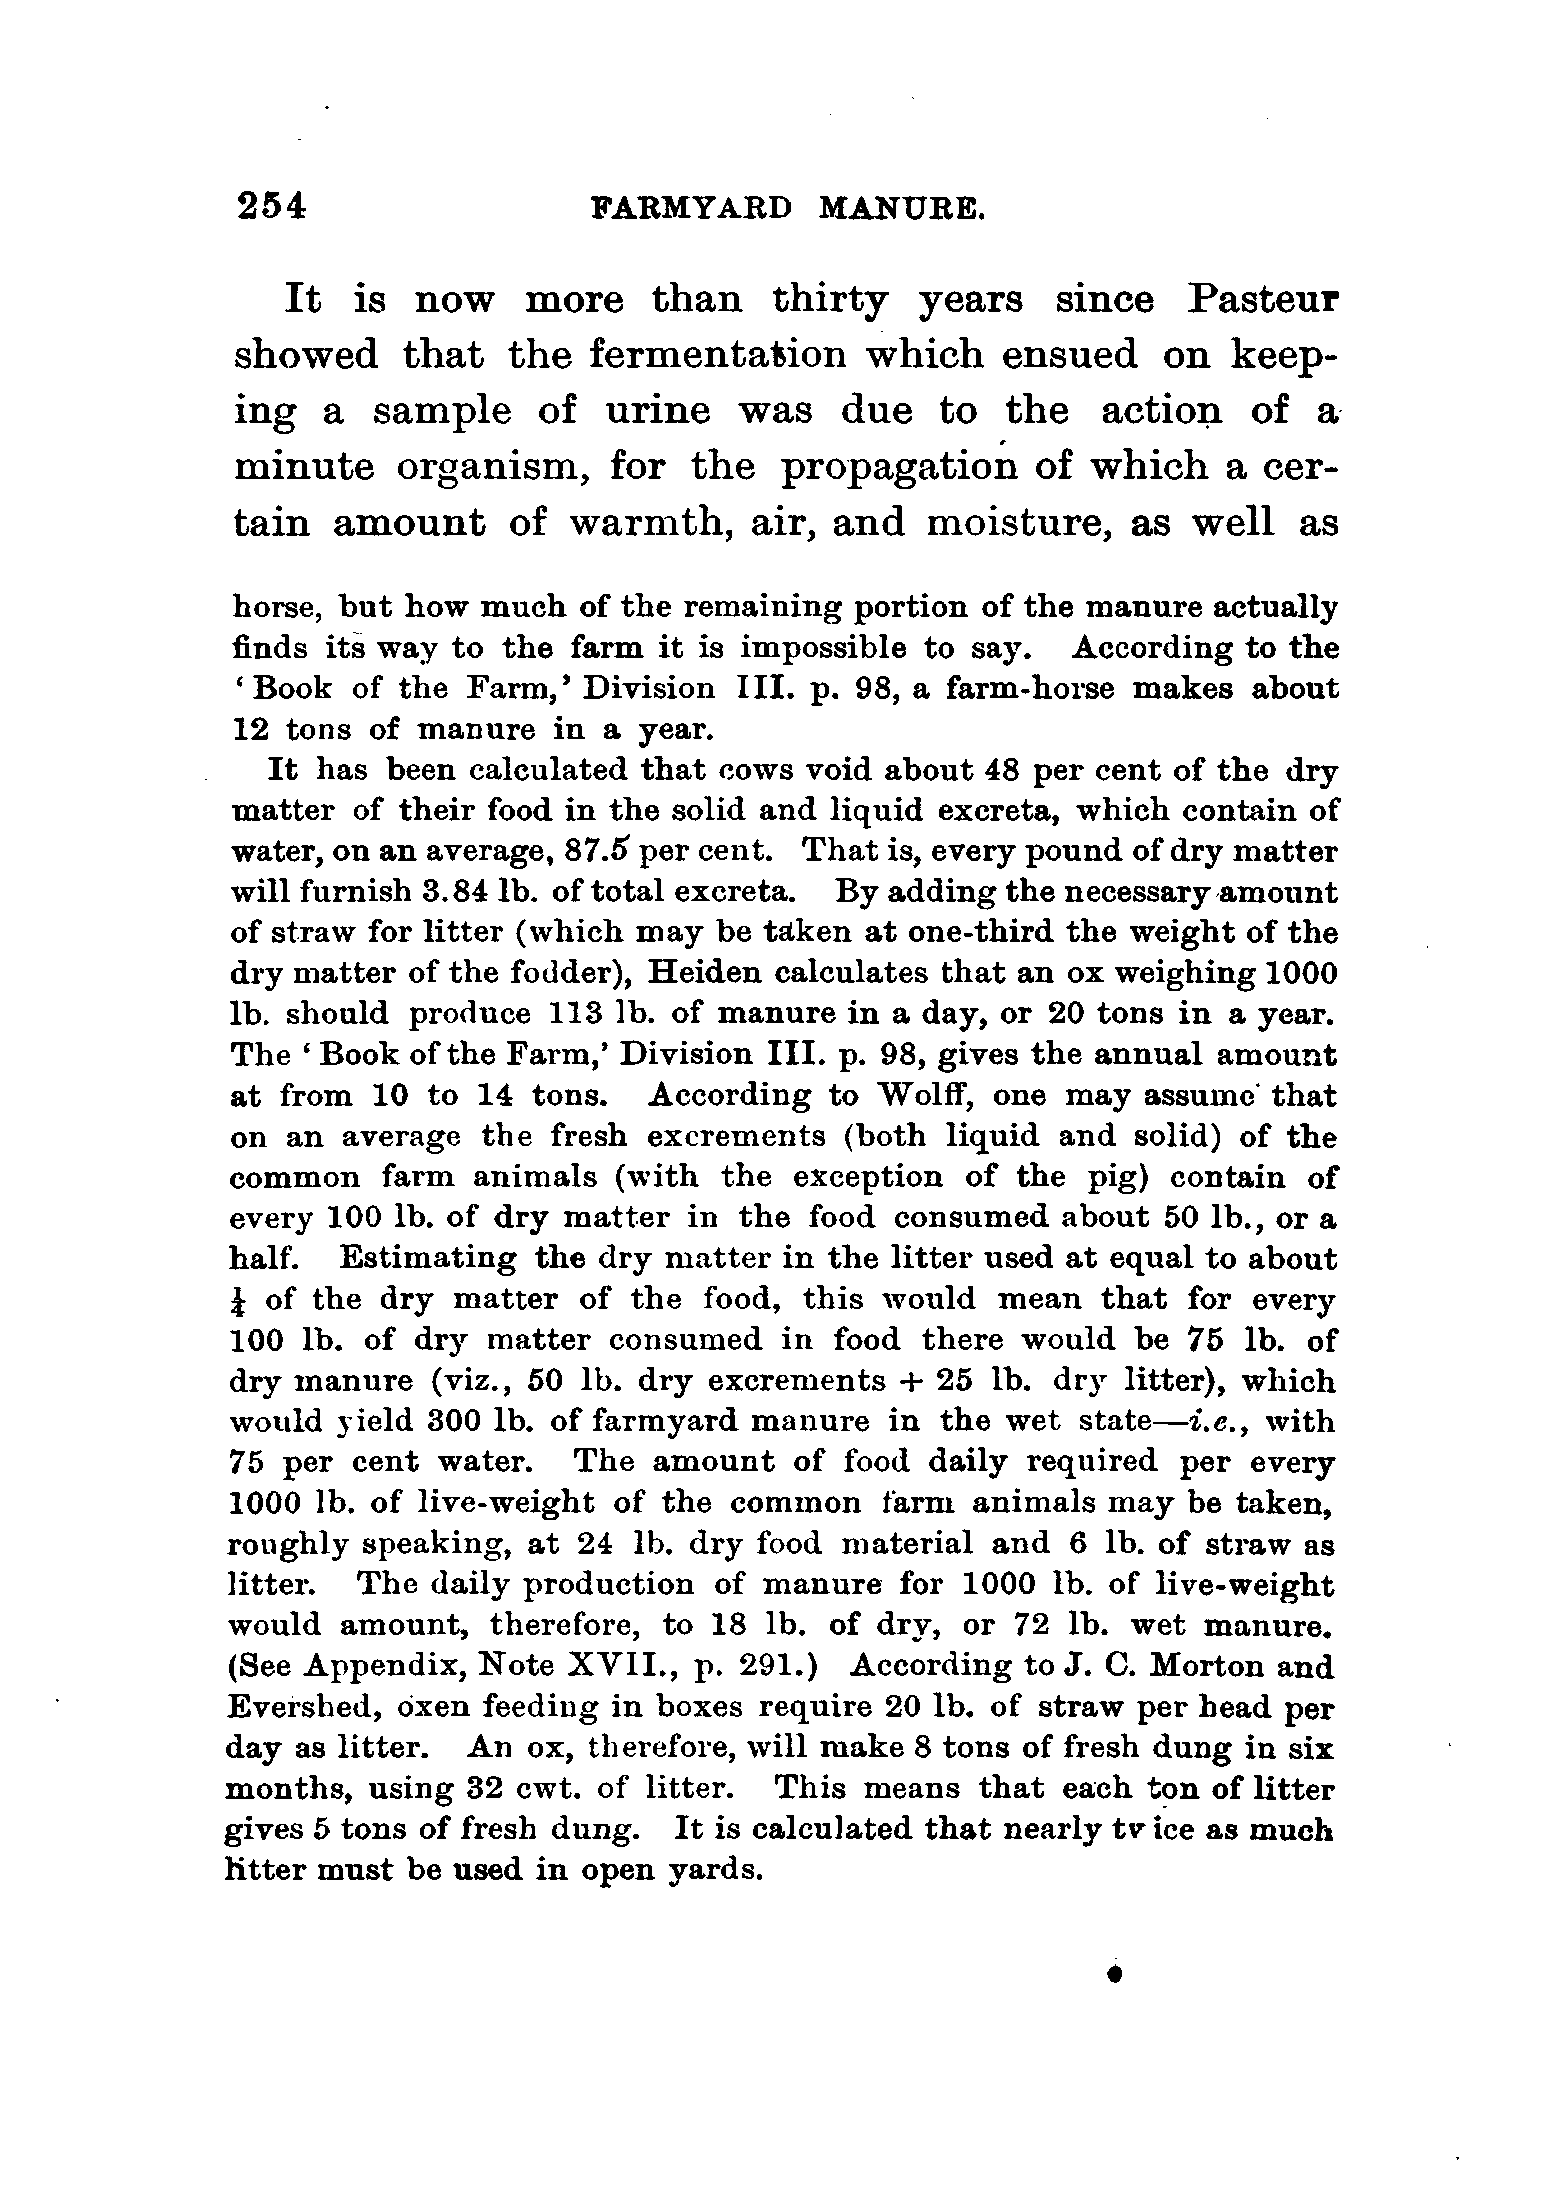 254 FARMYARD MANURE.
It is now more than thirty years since Pasteur
showed that the fermentation which ensued on keep-
ing a sample of urine was due to the action of a
minute organism, for the propagation of which a cer-
tain amount of warmth, air, and moisture, as well as
horse, but how much of the remaining portion of the manure actually
finds its way to the farm it is impossible to say. According to the
‘Book of the Farm,’ Division III. p. 98, a farm-horse makes about
12 tons of manure in a year.
It has been calculated that cows void about 48 per cent of the dry
matter of their food in the solid and liquid excreta, which contain of
water, on an average, 87.5 per cent. That is, every pound of dry matter
will furnish 3.84 lb. of total excreta. By adding the necessary amount
of straw for litter (which may be taken at one-third the weight of the
dry matter of the fodder), Heiden calculates that an ox weighing 1000
lb. should produce 113 lb. of manure in a day, or 20 tons in a year.
The ‘Book of the Farm,’ Division III. p. 98, gives the annual amount
at from 10 to 14 tons. According to Wolff, one may assume that
on an average the fresh excrements (both liquid and solid) of the
common farm animals (with the exception of the pig) contain of
every 100 lb. of dry matter in the food consumed about 50 lb., or a
half. Estimating the dry matter in the litter used at equal to about
¼ of the dry matter of the food, this would mean that for every
100 lb. of dry matter consumed in food there would be 75 lb. of
dry manure (viz., 50 lb. dry excrements + 25 lb. dry litter), which
would yield 300 lb. of farmyard manure in the wet state—i.e., with
75 per cent water. The amount of food daily required per every
1000 lb. of live-weight of the common farm animals may be taken,
roughly speaking, at 24 lb. dry food material and 6 lb. of straw as
litter. The daily production of manure for 1000 lb. of live-weight
would amount, therefore, to 18 lb. of dry, or 72 lb. wet manure.
(See Appendix, Note XVII., p. 291.) According to J. C. Morton and
Evershed, oxen feeding in boxes require 20 lb. of straw per head per
day as litter. An ox, therefore, will make 8 tons of fresh dung in six
months, using 32 cwt. of litter. This means that each ton of litter
gives 5 tons of fresh dung. It is calculated that nearly twice as much
litter must be used in open yards.